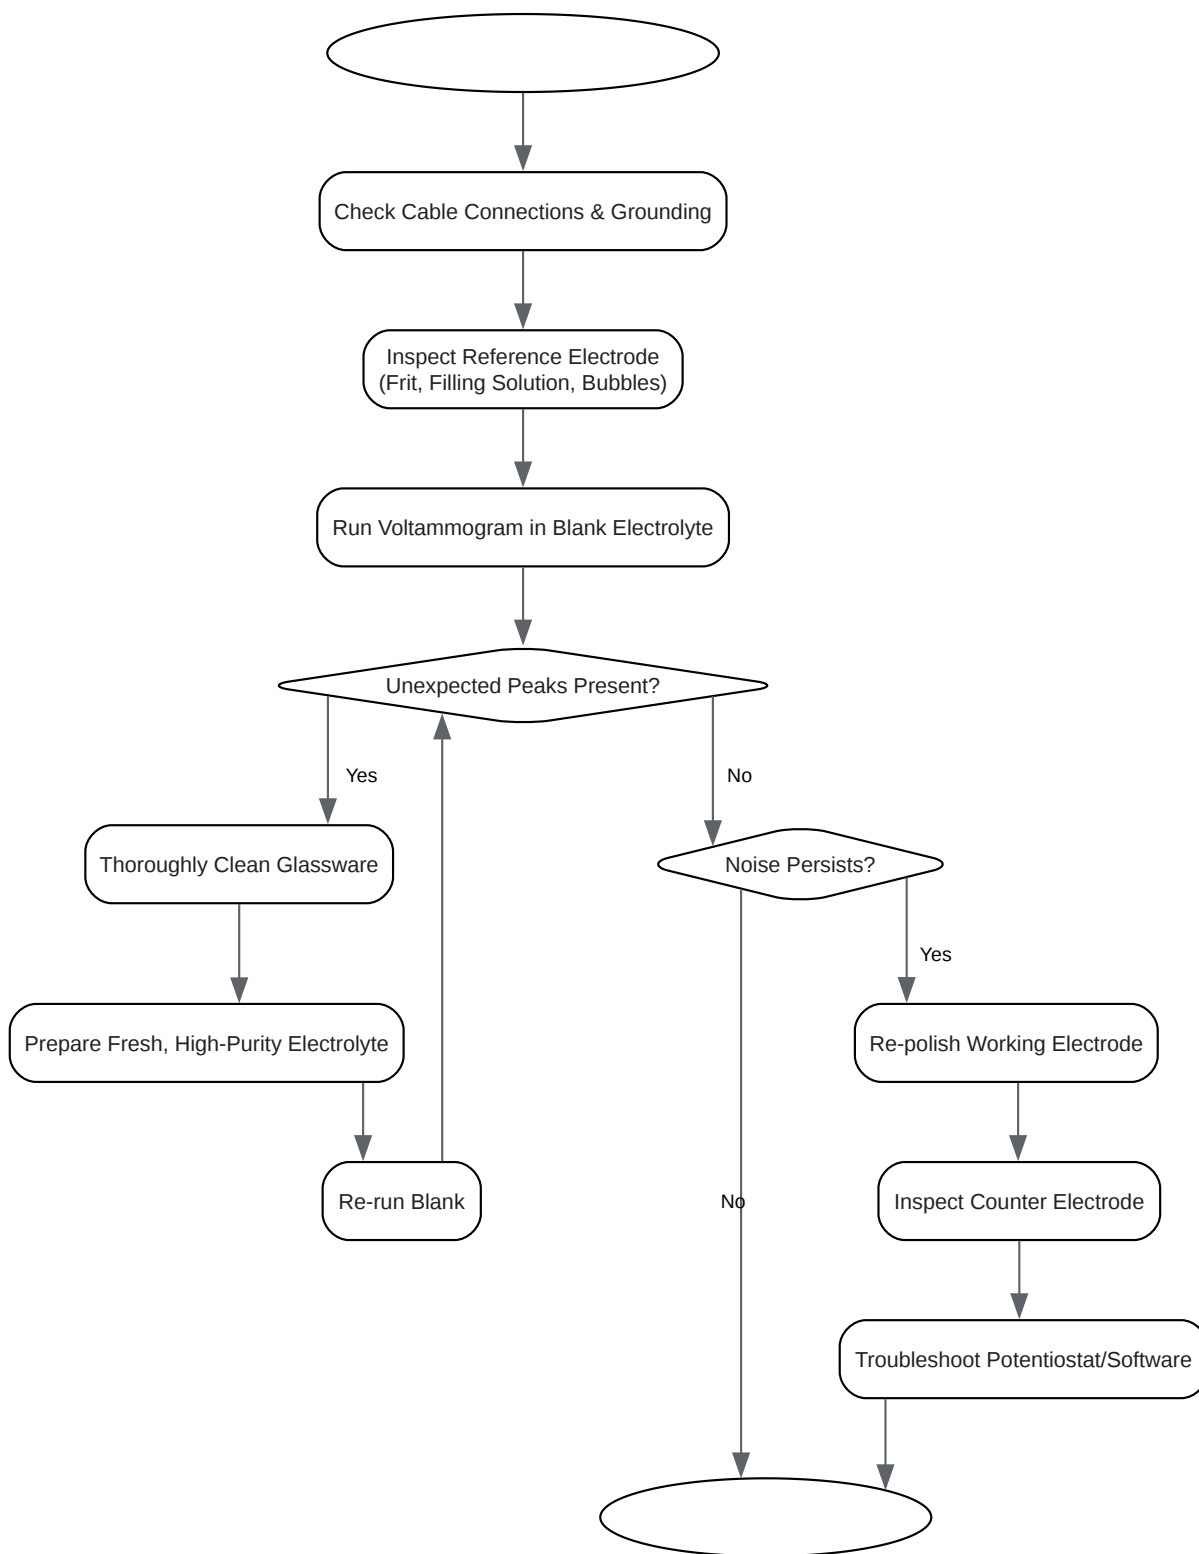 Check Cable Connections & Grounding
Inspect Reference Electrode
(Frit, Filling Solution, Bubbles)
Run Voltammogram in Blank Electrolyte
Unexpected Peaks Present?
Yes
No
Thoroughly Clean Glassware
Noise Persists?
Yes
Prepare Fresh, High-Purity Electrolyte
Re-polish Working Electrode
Re-run Blank
No
Inspect Counter Electrode
Troubleshoot Potentiostat/Software